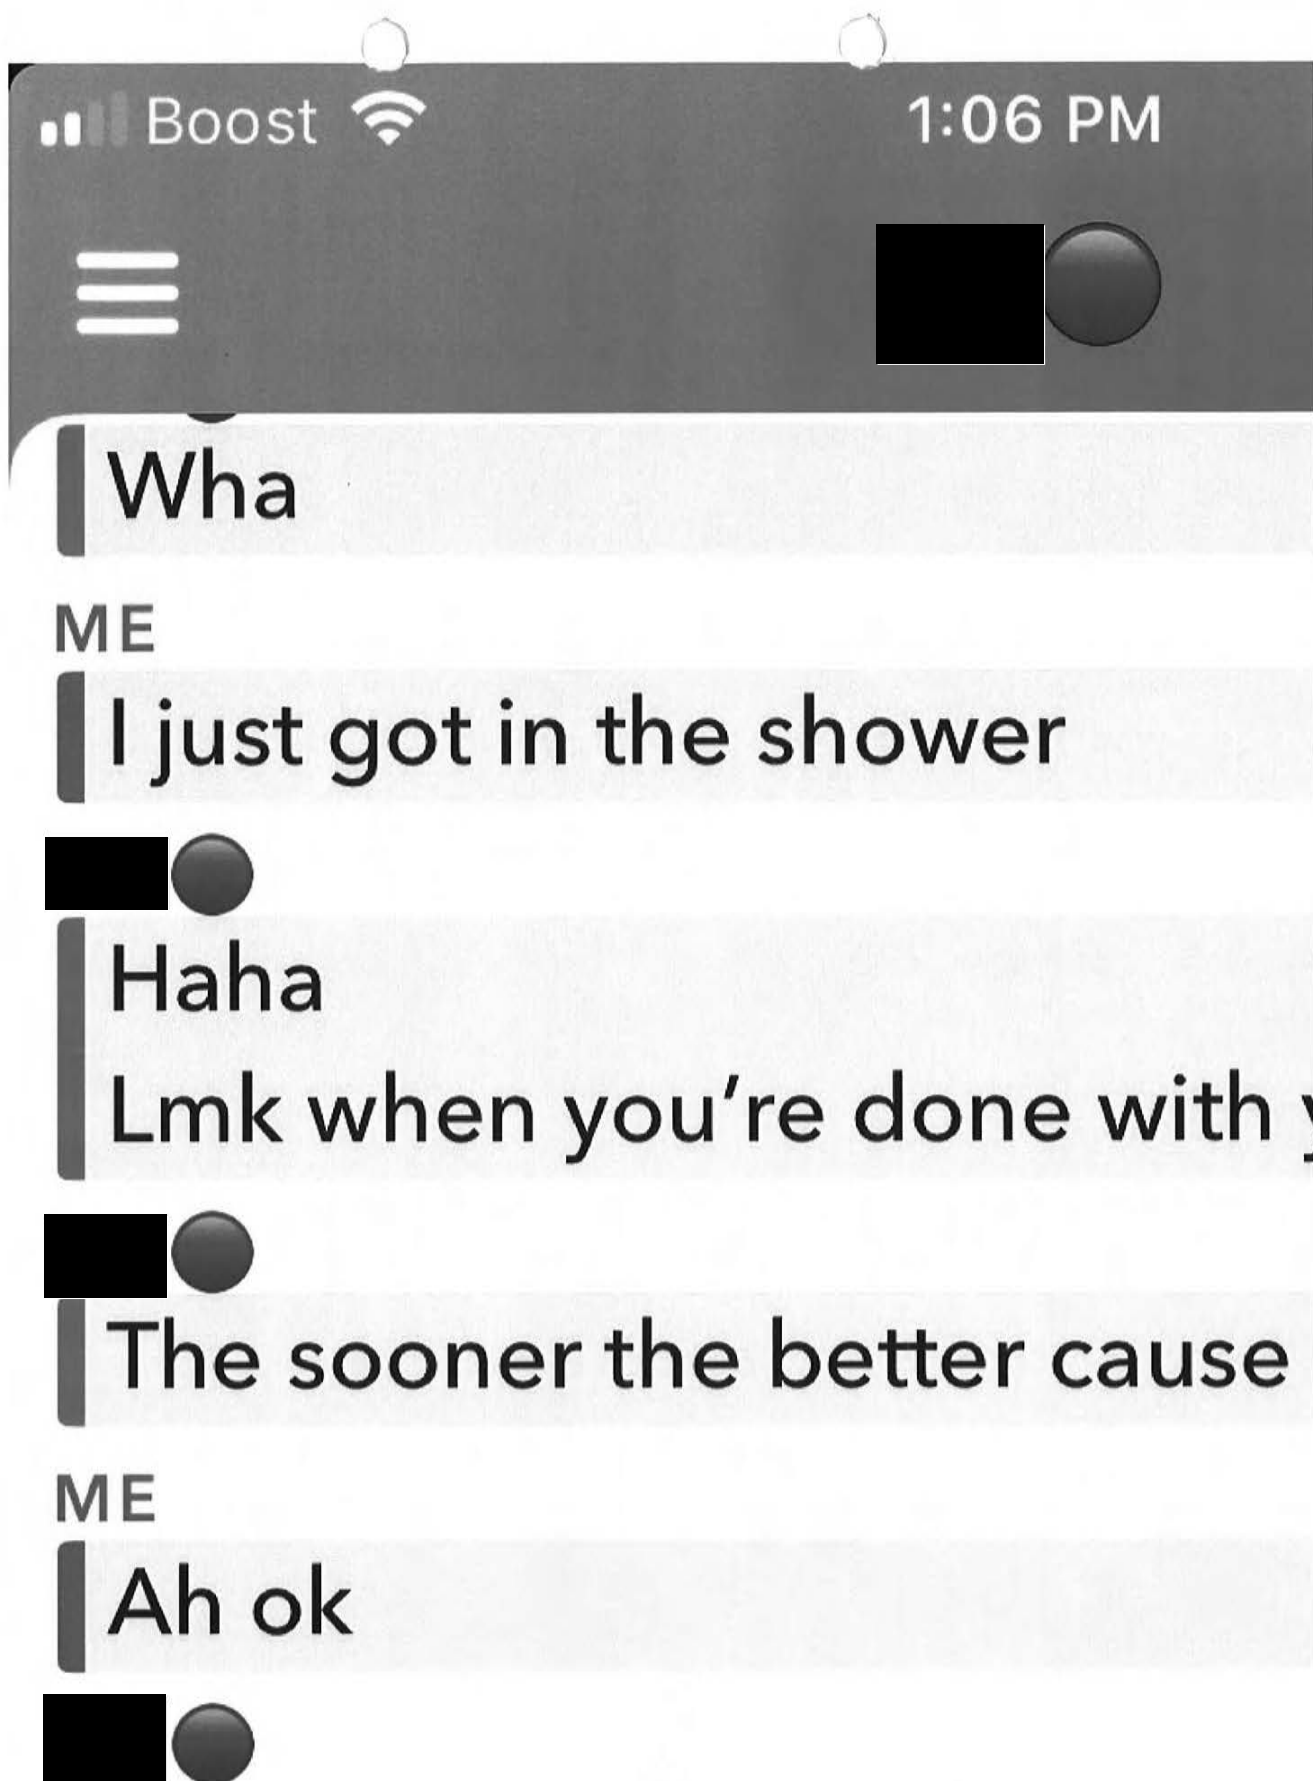 Boost 1:06 PM
Wha
ME
I just got in the shower
Haha
Lmk when you're done with
The sooner the better cause
ME
Ah ok